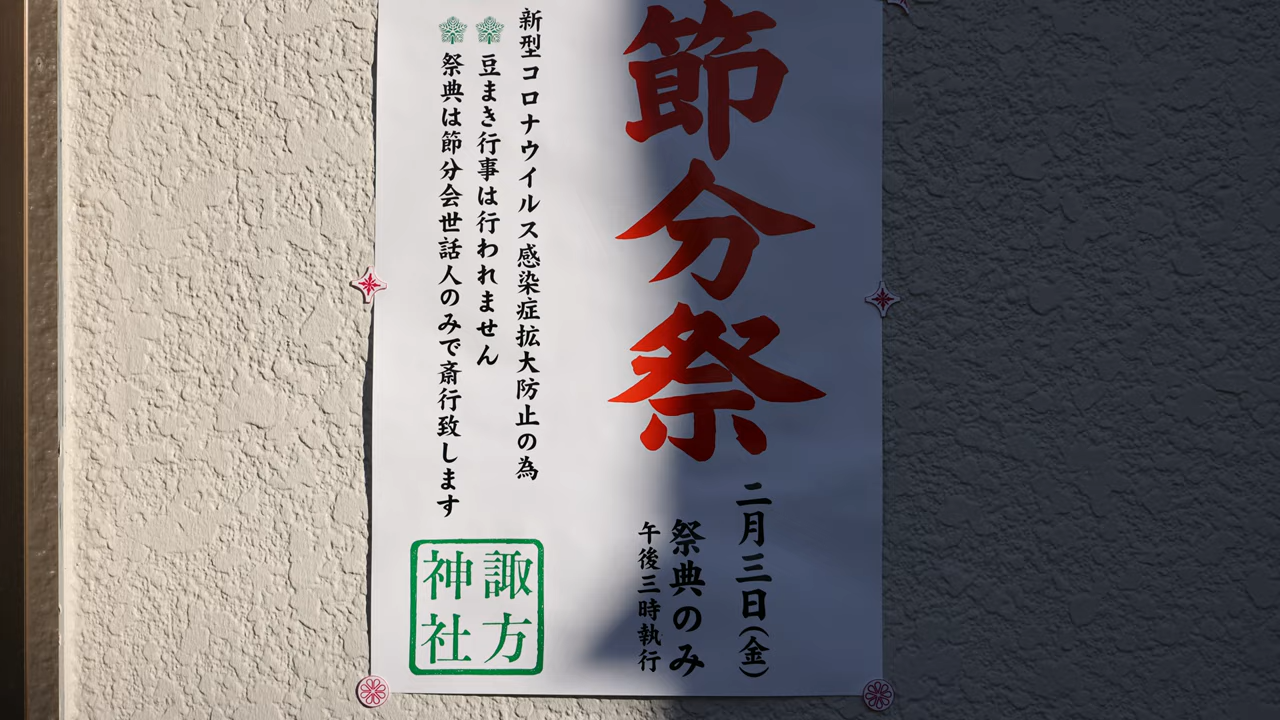 節分祭
二月三日(金)
祭典のみ
午後三時執行
新型コロナウイルス感染症拡大防止の為
豆まき行事は行われません
祭典は節分会世話人のみで斎行致します
諏方
神社